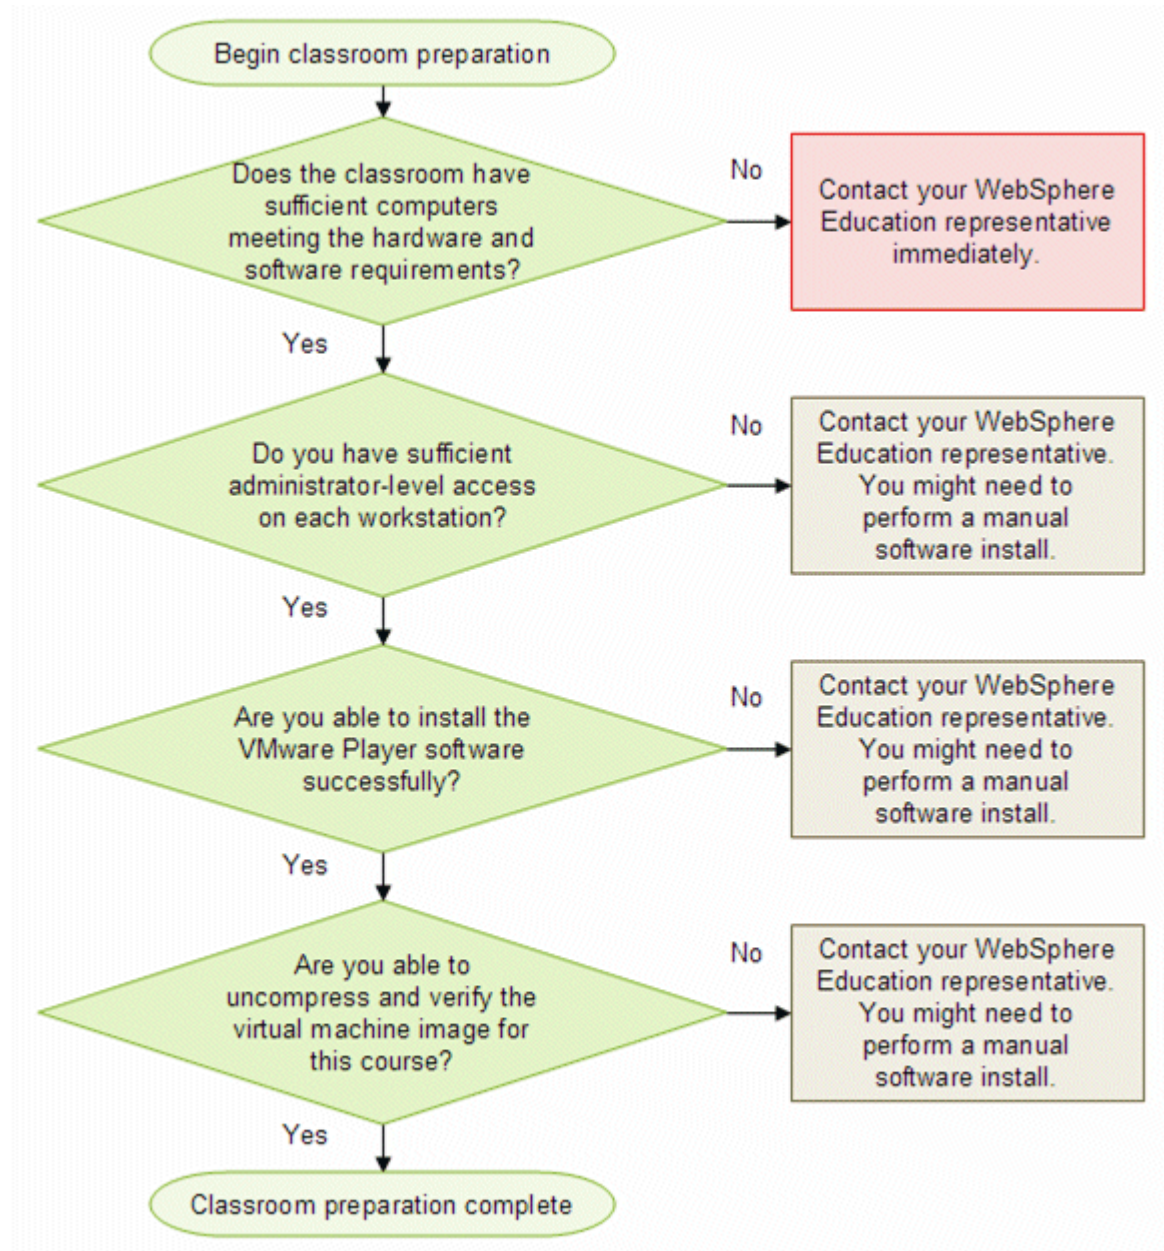 Begin classroom preparation
Does the classroom have
sufficient computers
meeting the hardware and
software requirements?
No
Contact your WebSphere
Education representative
immediately.
Yes
Do you have sufficient
administrator-level access
on each workstation?
No
Contact your WebSphere
Education representative.
You might need to
perform a manual
software install.
Yes
Are you able to install the
VMware Player software
successfully?
No
Contact your WebSphere
Education representative.
You might need to
perform a manual
software install.
Yes
Are you able to
uncompress and verify the
virtual machine image for
this course?
No
Contact your WebSphere
Education representative.
You might need to
perform a manual
software install.
Yes
Classroom preparation complete